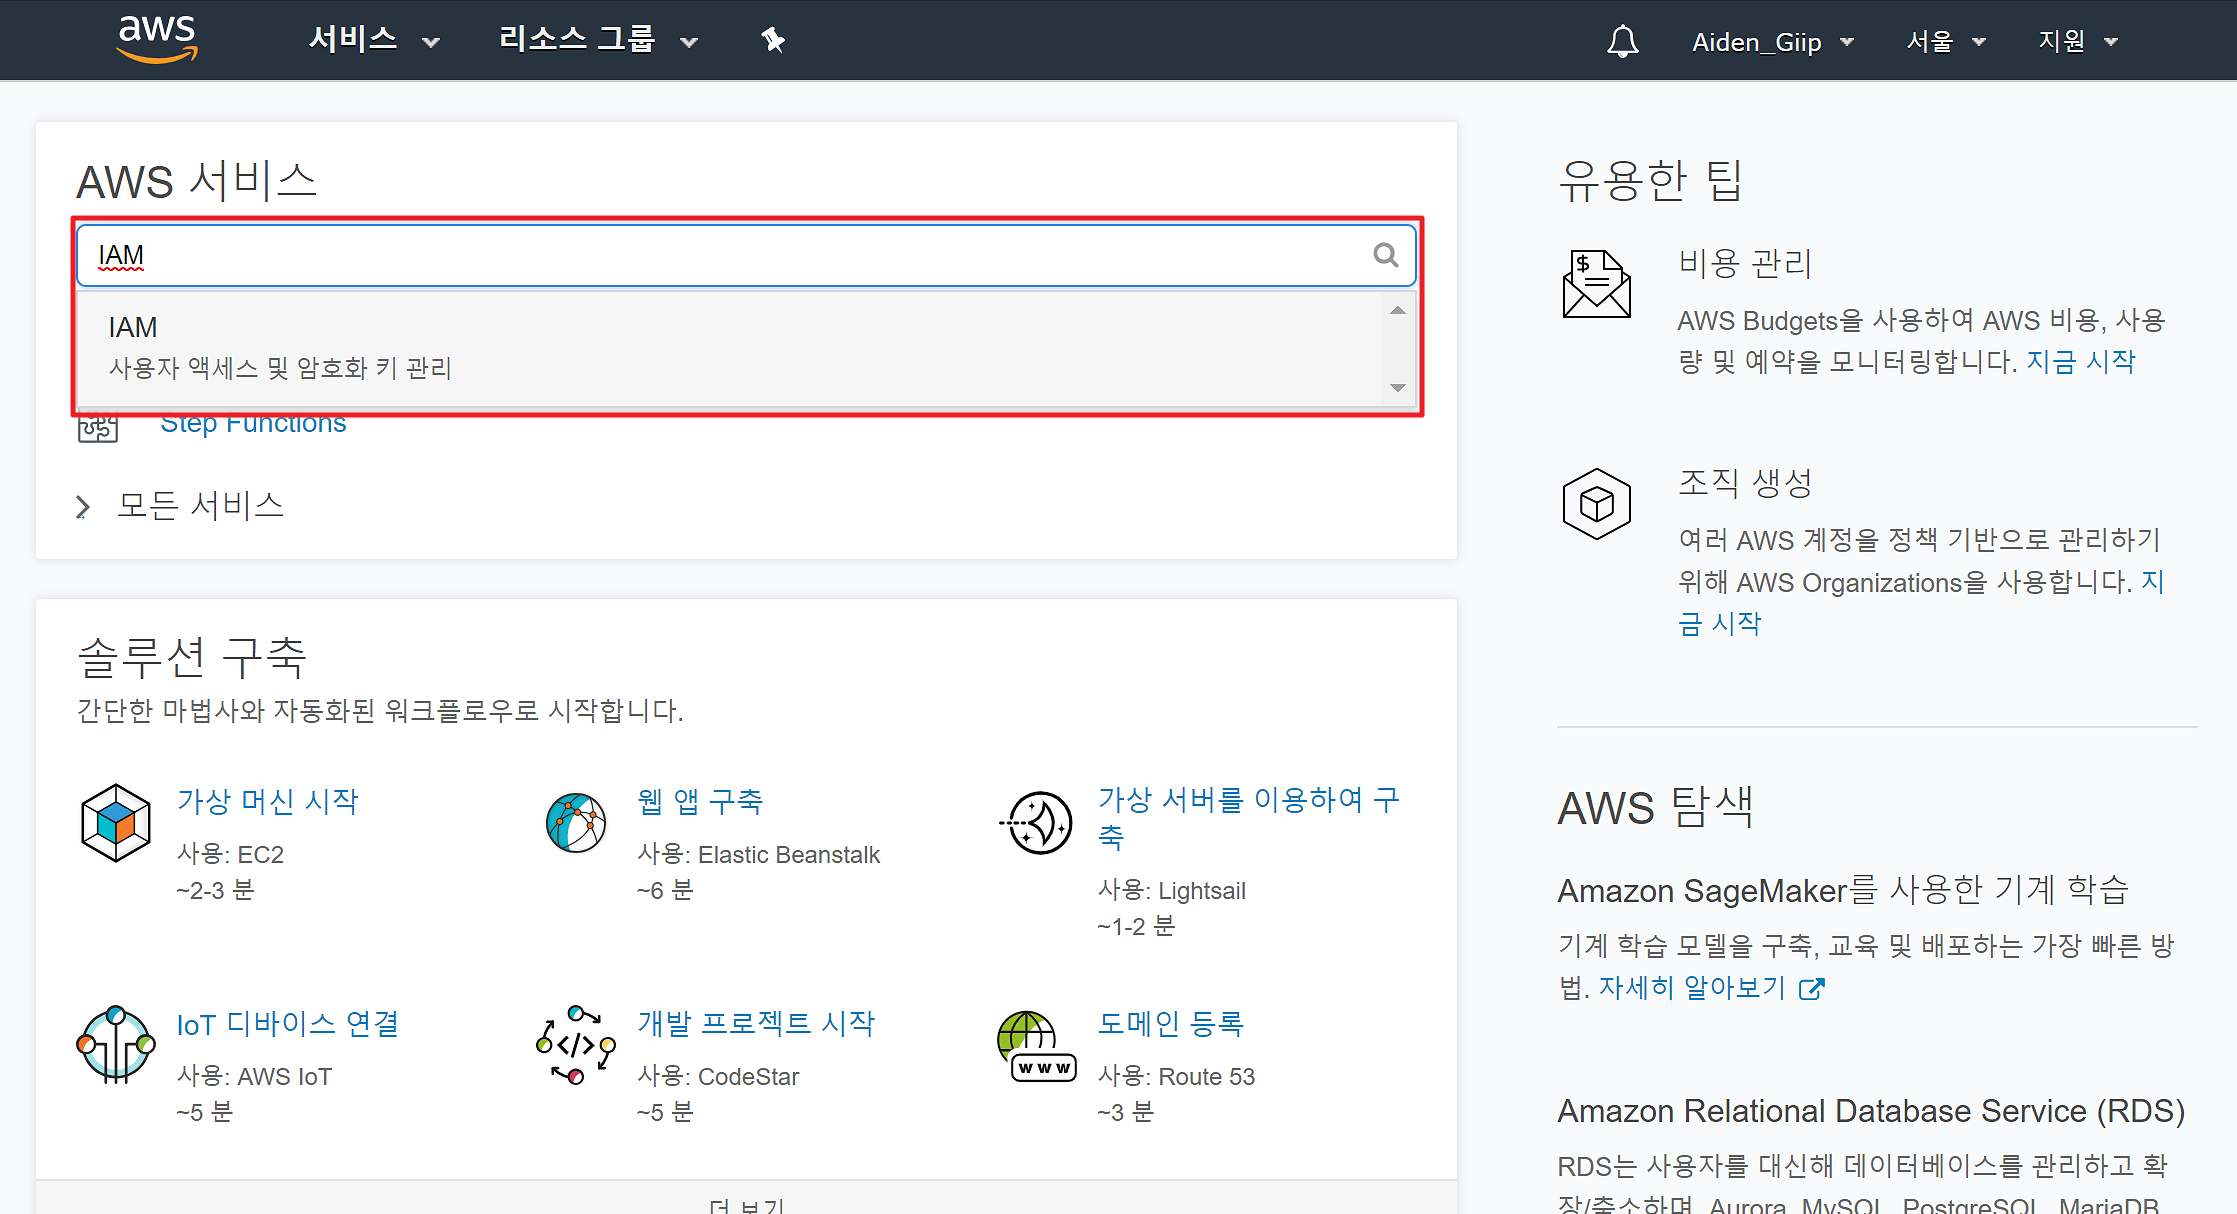 aws
서비스
리소스 그룹
Aiden_Giip
서울
지원
AWS 서비스
IAM
IAM
사용자 액세스 및 암호화 키 관리
Step Functions
모든 서비스
솔루션 구축
간단한 마법사와 자동화된 워크플로우로 시작합니다.
가상 머신 시작
사용: EC2
~2-3 분
웹 앱 구축
사용: Elastic Beanstalk
~6 분
가상 서버를 이용하여 구
축
사용: Lightsail
~1-2 분
IoT 디바이스 연결
사용: AWS IoT
~5 분
개발 프로젝트 시작
사용: CodeStar
~5 분
도메인 등록
사용: Route 53
~3 분
www
더 보기
유용한 팁
비용 관리
AWS Budgets을 사용하여 AWS 비용, 사용
량 및 예약을 모니터링합니다. 지금 시작
조직 생성
여러 AWS 계정을 정책 기반으로 관리하기
위해 AWS Organizations을 사용합니다. 지
금 시작
AWS 탐색
Amazon SageMaker를 사용한 기계 학습
기계 학습 모델을 구축, 교육 및 배포하는 가장 빠른 방
법. 자세히 알아보기
Amazon Relational Database Service (RDS)
RDS는 사용자를 대신해 데이터베이스를 관리하고 확
장/축소하며, Aurora, MySQL, PostgreSQL, MariaDB,